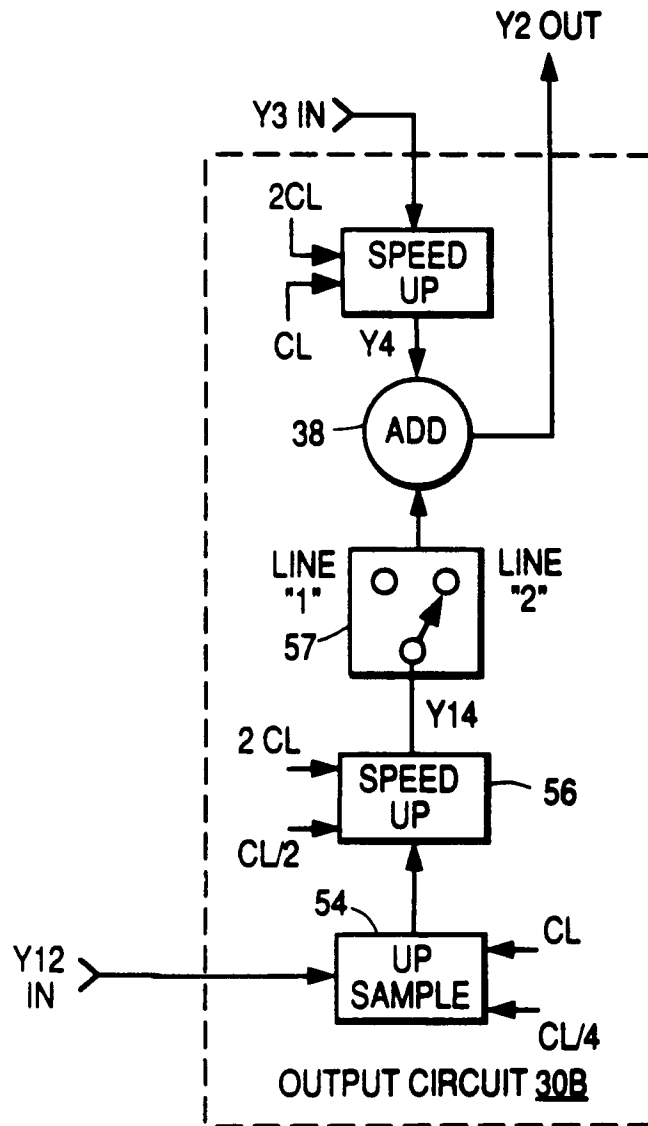 Y2 OUT
Y3 IN
2CL
SPEED
UP
CL
Y4
38
ADD
LINE
"1"
LINE
"2"
57
Y14
2 CL
SPEED
UP
56
CL/2
54
Y12
IN
UP
SAMPLE
CL
CL/4
OUTPUT CIRCUIT 30B